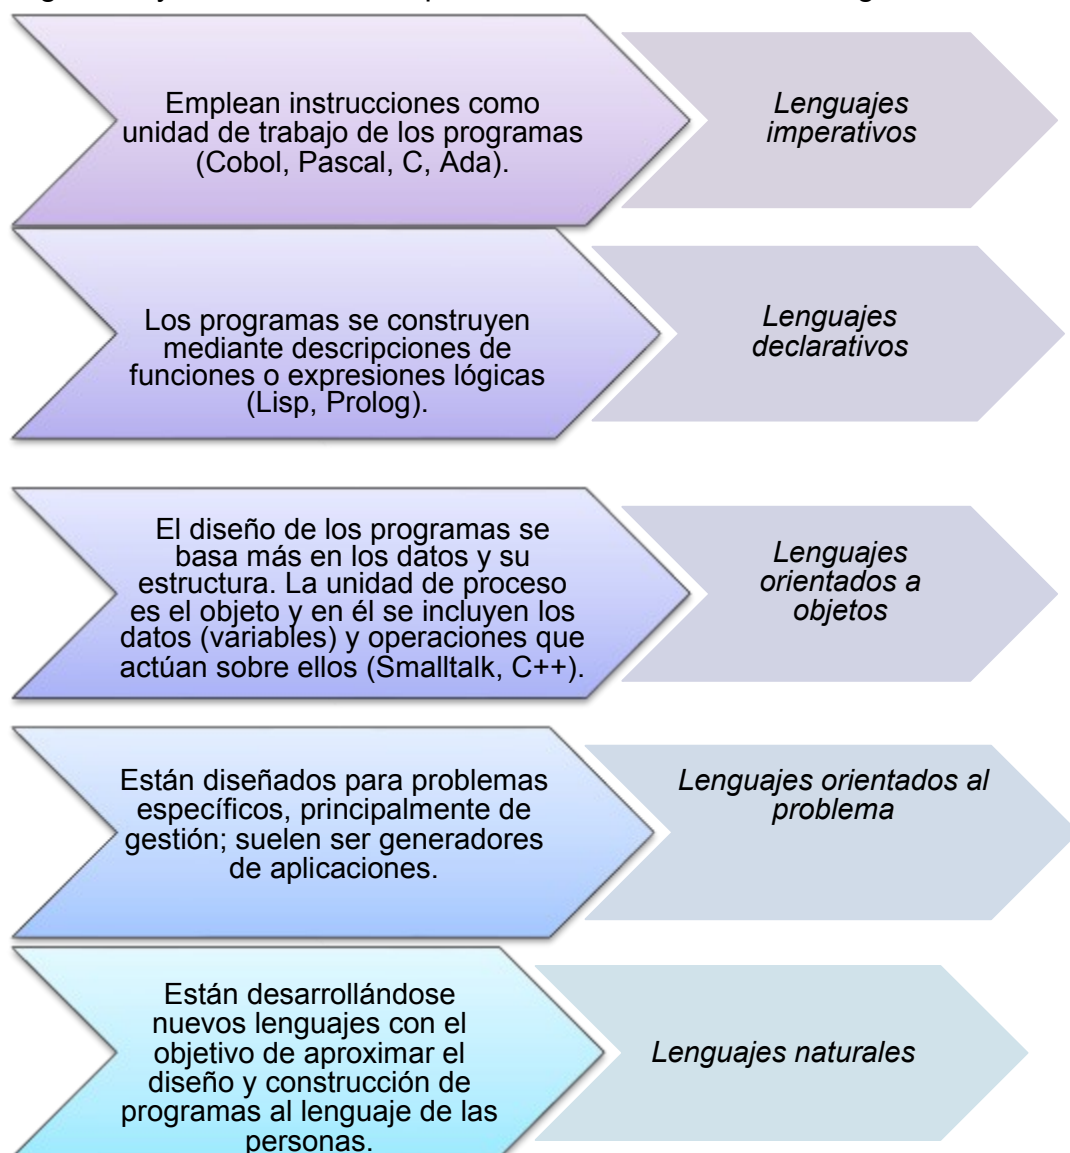 Emplean instrucciones como
unidad de trabajo de los programas
(Cobol, Pascal, C, Ada).
Lenguajes
imperativos
Los programas se construyen
mediante descripciones de
funciones o expresiones lógicas
(Lisp, Prolog).
Lenguajes
declarativos
El diseño de los programas se
basa más en los datos y su
estructura. La unidad de proceso
es el objeto y en él se incluyen los
datos (variables) y operaciones que
actúan sobre ellos (Smalltalk, C++).
Lenguajes
orientados a
objetos
Están diseñados para problemas
específicos, principalmente de
gestión; suelen ser generadores
de aplicaciones.
Lenguajes orientados al
problema
Están desarrollándose
nuevos lenguajes con el
objetivo de aproximar el
diseño y construcción de
programas al lenguaje de las
personas.
Lenguajes naturales